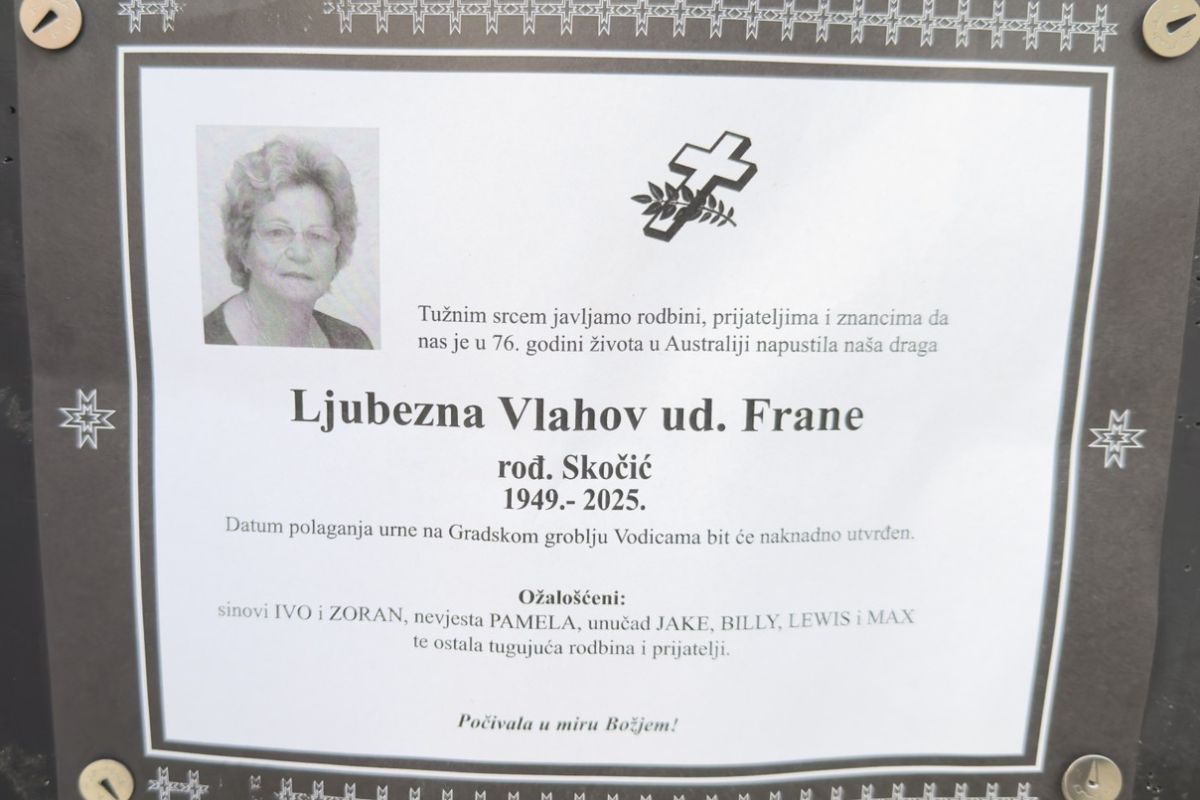 Tužnim srcem javljamo rodbini, prijateljima i znancima da
nas je u 76. godini života u Australiji napustila naša draga
Ljubezna Vlahov ud. Frane
rođ. Skočić
1949.- 2025.
Datum polaganja urne na Gradskom groblju Vodicama bit će naknadno utvrđen.
Ožalošćeni:
sinovi IVO i ZORAN, nevjesta PAMELA, unučad JAKE, BILLY, LEWIS i MAX
te ostala tugujuća rodbina i prijatelji.
Počivala u miru Božjem!